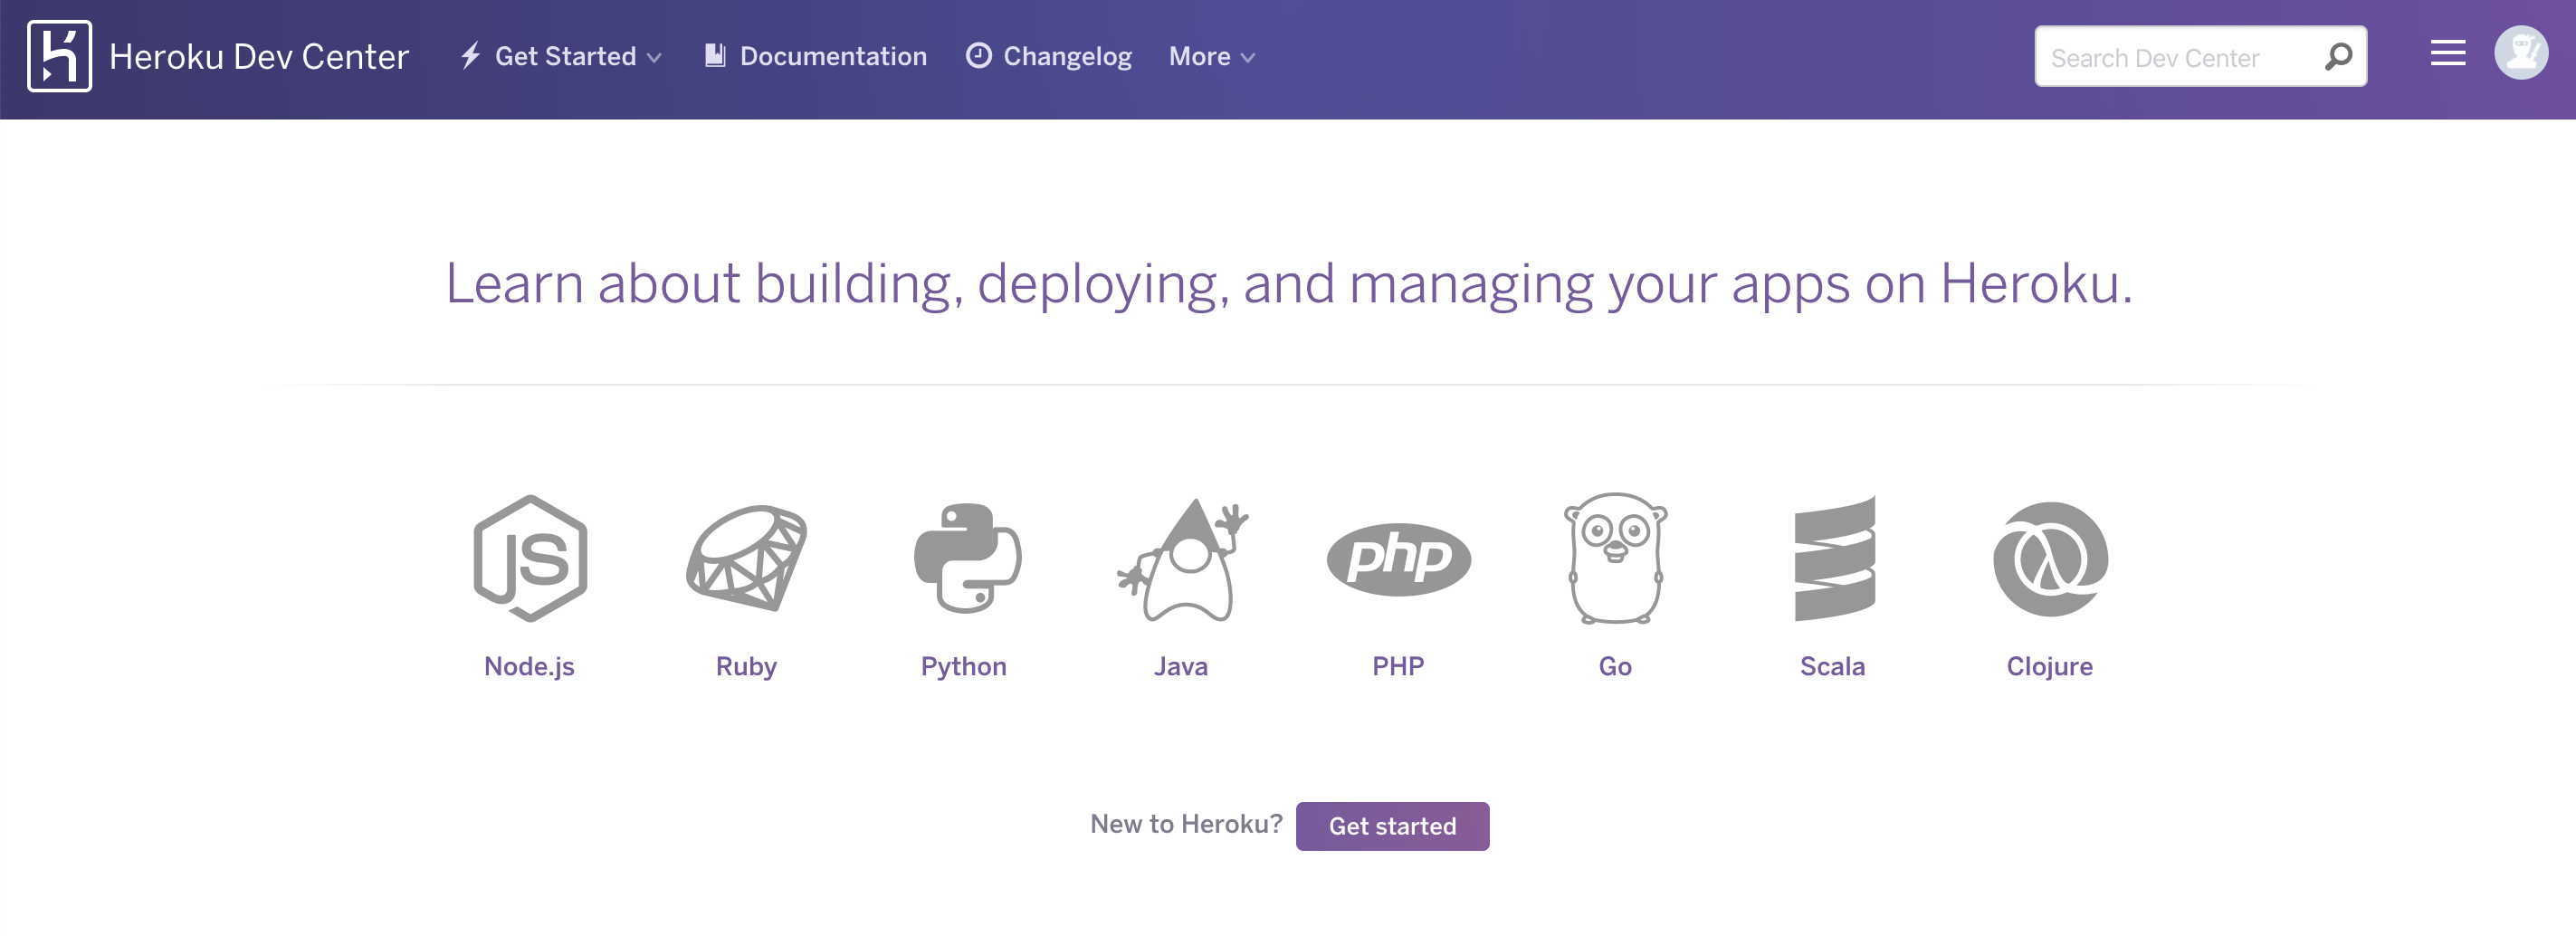 Heroku Dev Center Get Started Documentation Changelog More Search Dev Center
Learn about building, deploying, and managing your apps on Heroku.
JS php
Node.js Ruby Python Java PHP Go Scala Clojure
New to Heroku? Get started